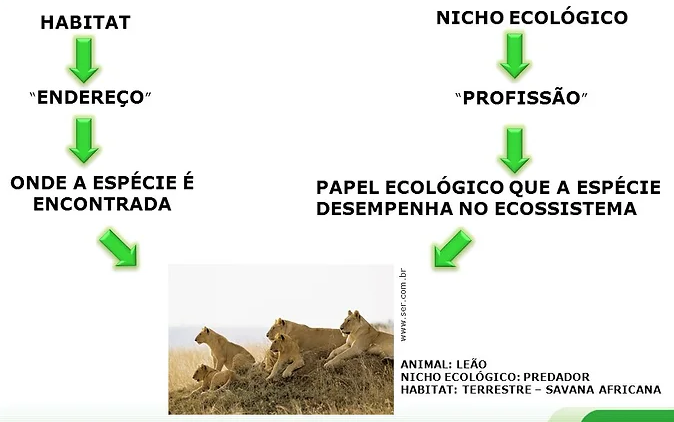 HABITAT
"ENDEREÇO"
ONDE A ESPÉCIE É
ENCONTRADA
NICHO ECOLÓGICO
"PROFISSÃO"
PAPEL ECOLÓGICO QUE A ESPÉCIE
DESEMPENHA NO ECOSSISTEMA
www.ser.com.br
ANIMAL: LEÃO
NICHO ECOLÓGICO: PREDADOR
HABITAT: TERRESTRE – SAVANA AFRICANA